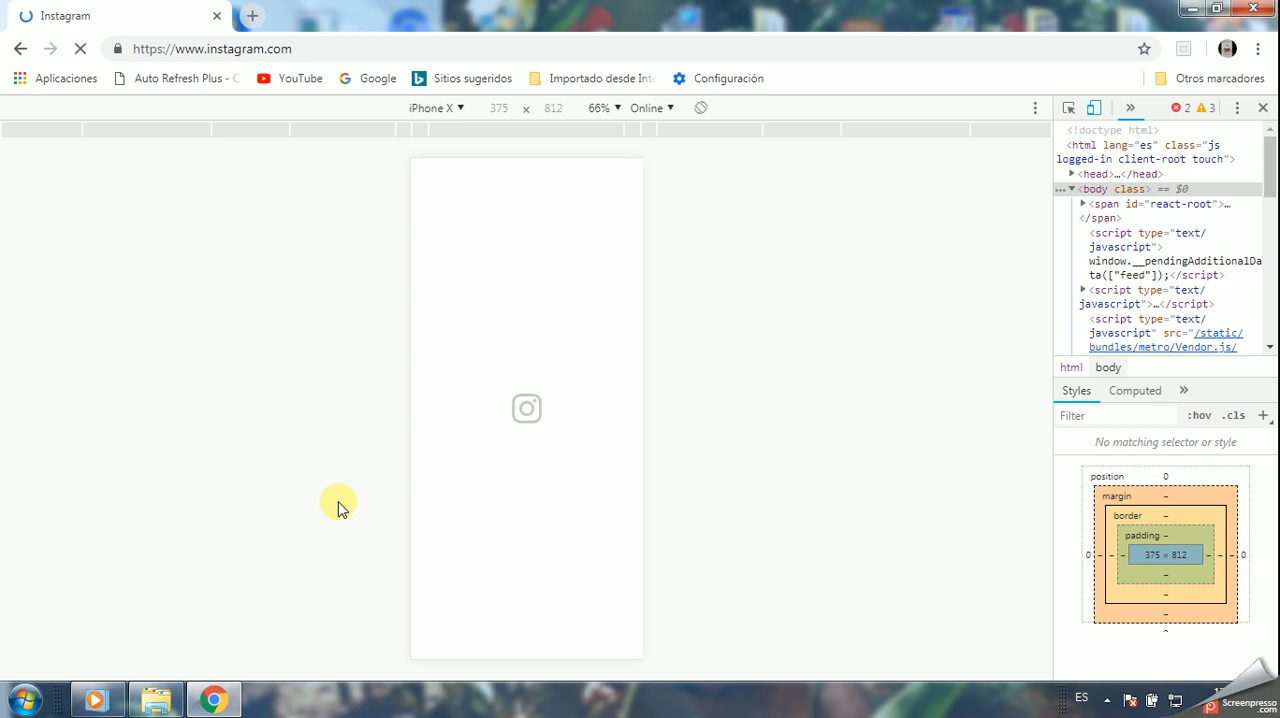 Instagram
https://www.instagram.com
Aplicaciones
Auto Refresh Plus - C
YouTube
Google
Sitios sugeridos
Importado desde Inte
Configuración
Otros marcadores
iPhone X ▼ 375 × 812 66% ▼ Online ▼
» 2 3
<!doctype html>
<html lang="es" class="js
logged-in client-root touch">
<head>…</head>
… <body class> == $0
<span id="react-root">…
</span>
<script type="text/
javascript">
window.__pendingAdditionalDa
ta(["feed"]);</script>
<script type="text/
javascript">…</script>
<script type="text/
javascript" src="/static/
bundles/metro/Vendor.js/
html body
Styles Computed »
Filter :hov .cls +
No matching selector or style
position 0
margin –
border –
padding –
0 – – – 375 × 812 – – – 0
–
–
–
ES
Screenpresso
.com